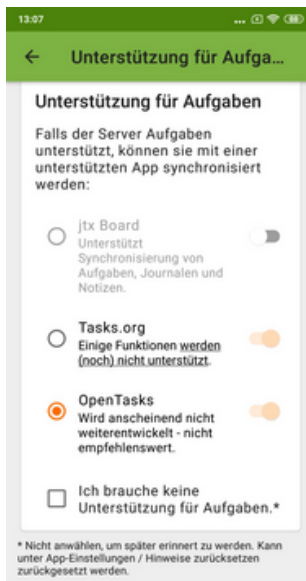 13:07
Unterstützung für Aufga...
Unterstützung für Aufgaben
Falls der Server Aufgaben
unterstützt, können sie mit einer
unterstützten App synchronisiert
werden:
jtx Board
Unterstützt
Synchronisierung von
Aufgaben, Journalen und
Notizen.
Tasks.org
Einige Funktionen werden
(noch) nicht unterstützt.
OpenTasks
Wird anscheinend nicht
weiterentwickelt - nicht
empfehlenswert.
Ich brauche keine
Unterstützung für Aufgaben.*
* Nicht anwählen, um später erinnert zu werden. Kann
unter App-Einstellungen / Hinweise zurücksetzen
zurückgesetzt werden.